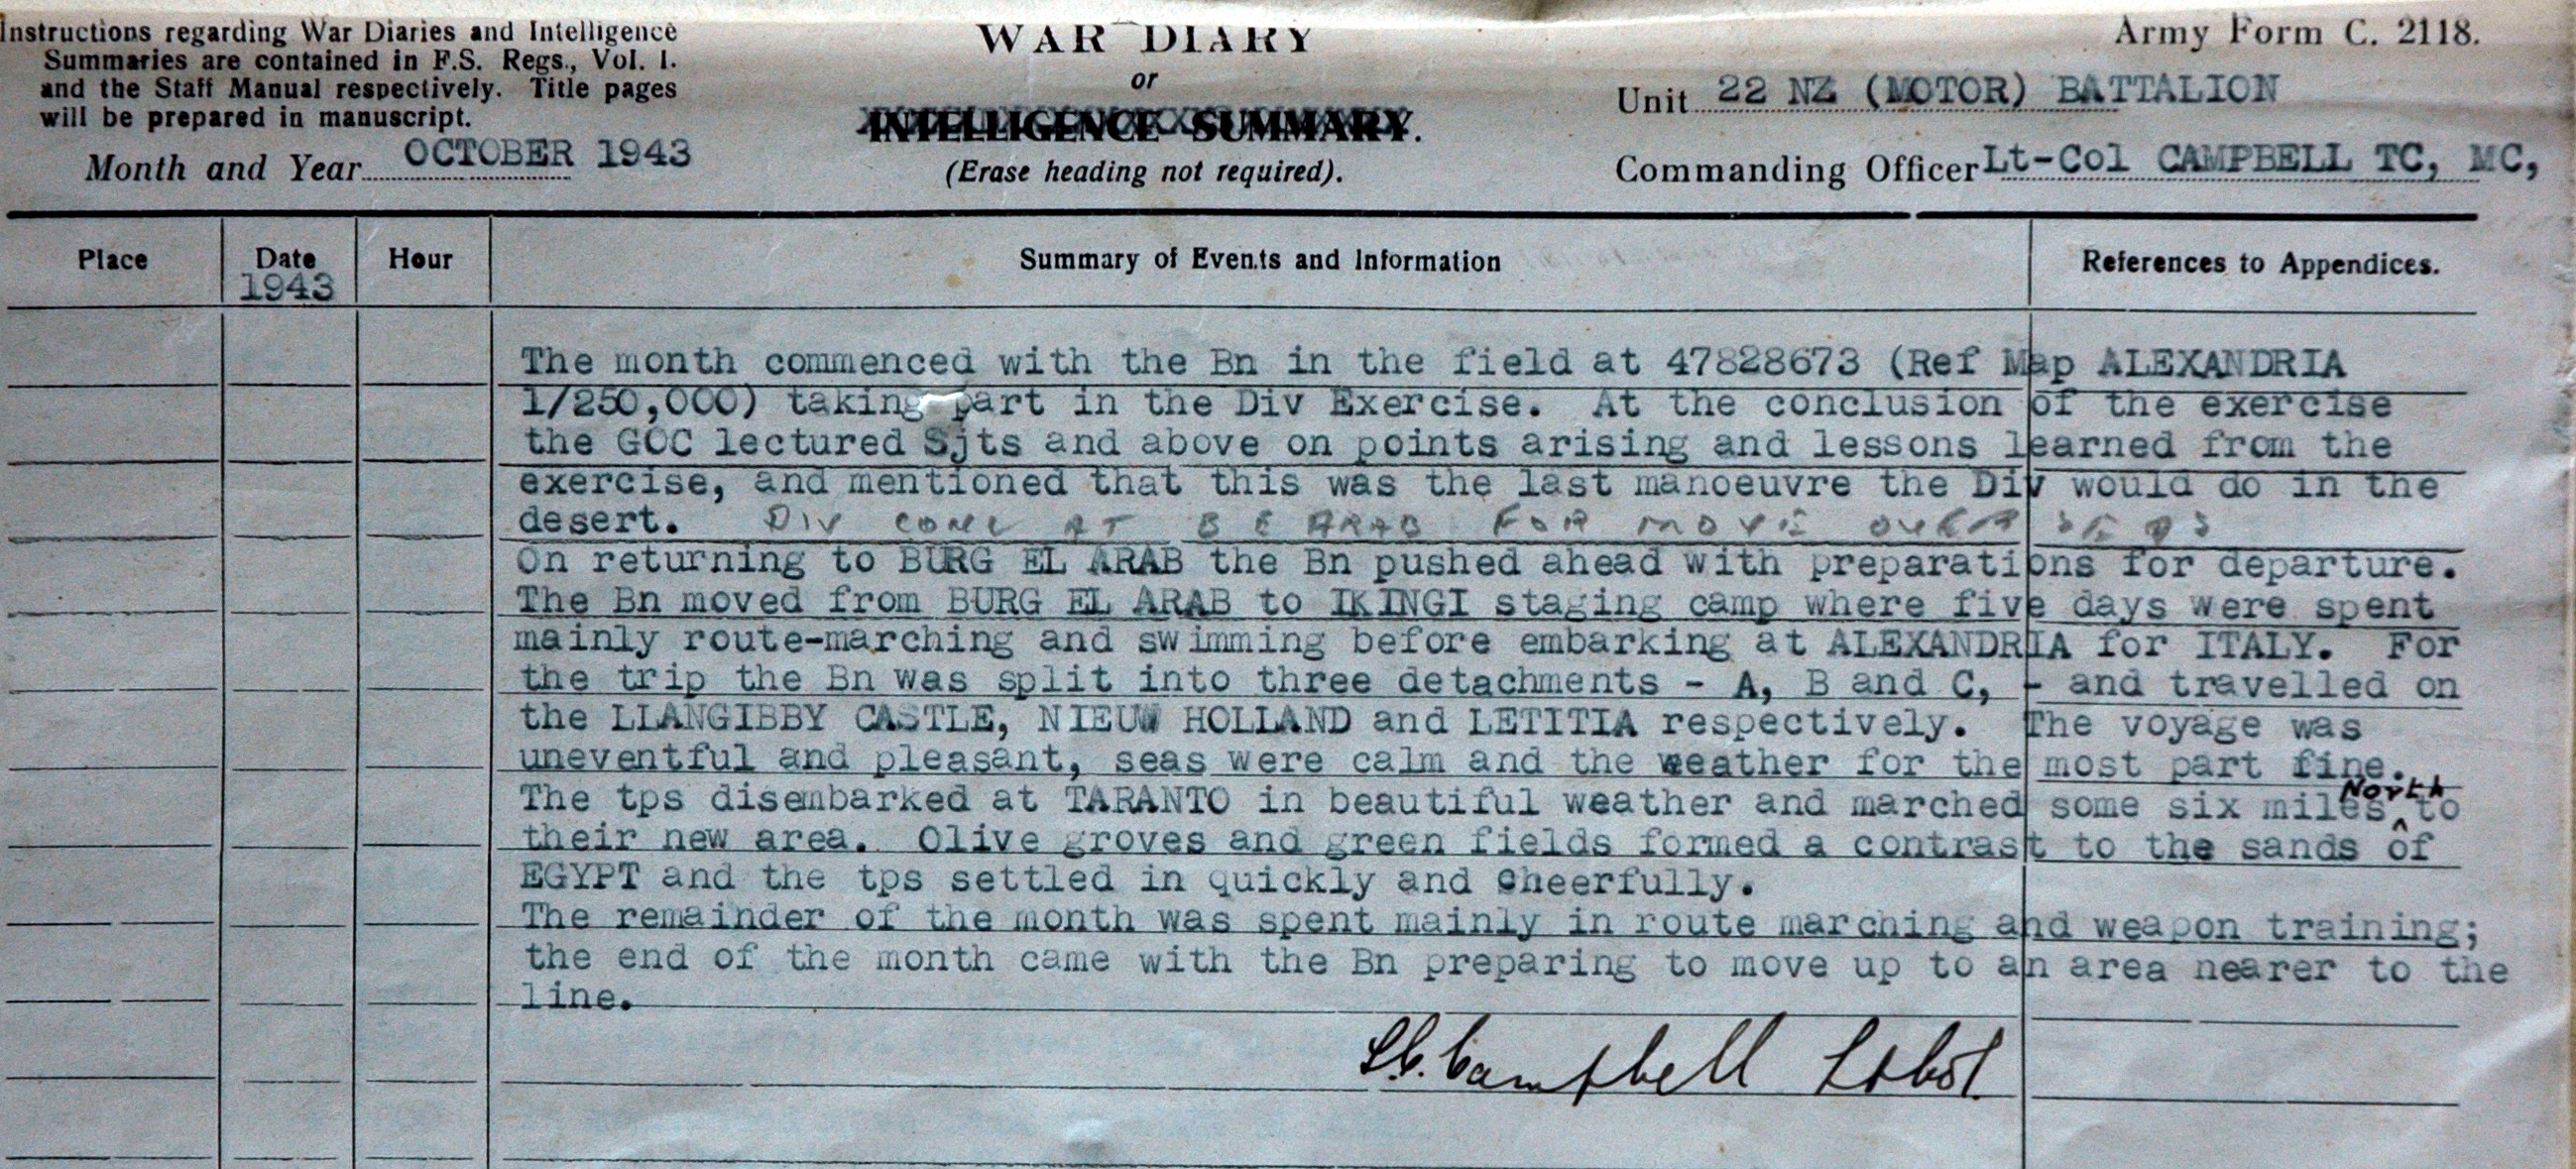 Instructions regarding War Diaries and Intelligence
Summaries are contained in F.S. Regs., Vol. I.
and the Staff Manual respectively. Title pages
will be prepared in manuscript.
Month and Year OCTOBER 1943
WAR DIARY
or
INTELLIGENCE SUMMARY.
(Erase heading not required).
Army Form C. 2118.
Unit 22 NZ (MOTOR) BATTALION
Commanding Officer Lt-Col CAMPBELL TC, MC,
Place Date Hour Summary of Events and Information References to Appendices.
1943
The month commenced with the Bn in the field at 47828673 (Ref Map ALEXANDRIA
1/250,000) taking part in the Div Exercise. At the conclusion of the exercise
the GOC lectured Sjts and above on points arising and lessons learned from the
exercise, and mentioned that this was the last manoeuvre the Div would do in the
desert. DIV CONC AT B E ARAB FOR MOVE OVERSEAS
On returning to BURG EL ARAB the Bn pushed ahead with preparations for departure.
The Bn moved from BURG EL ARAB to IKINGI staging camp where five days were spent
mainly route-marching and swimming before embarking at ALEXANDRIA for ITALY. For
the trip the Bn was split into three detachments - A, B and C, - and travelled on
the LLANGIBBY CASTLE, NIEUW HOLLAND and LETITIA respectively. The voyage was
uneventful and pleasant, seas were calm and the weather for the most part fine.
The tps disembarked at TARANTO in beautiful weather and marched some six miles North to
their new area. Olive groves and green fields formed a contrast to the sands of
EGYPT and the tps settled in quickly and cheerfully.
The remainder of the month was spent mainly in route marching and weapon training;
the end of the month came with the Bn preparing to move up to an area nearer to the
line.
Campbell Lt Col